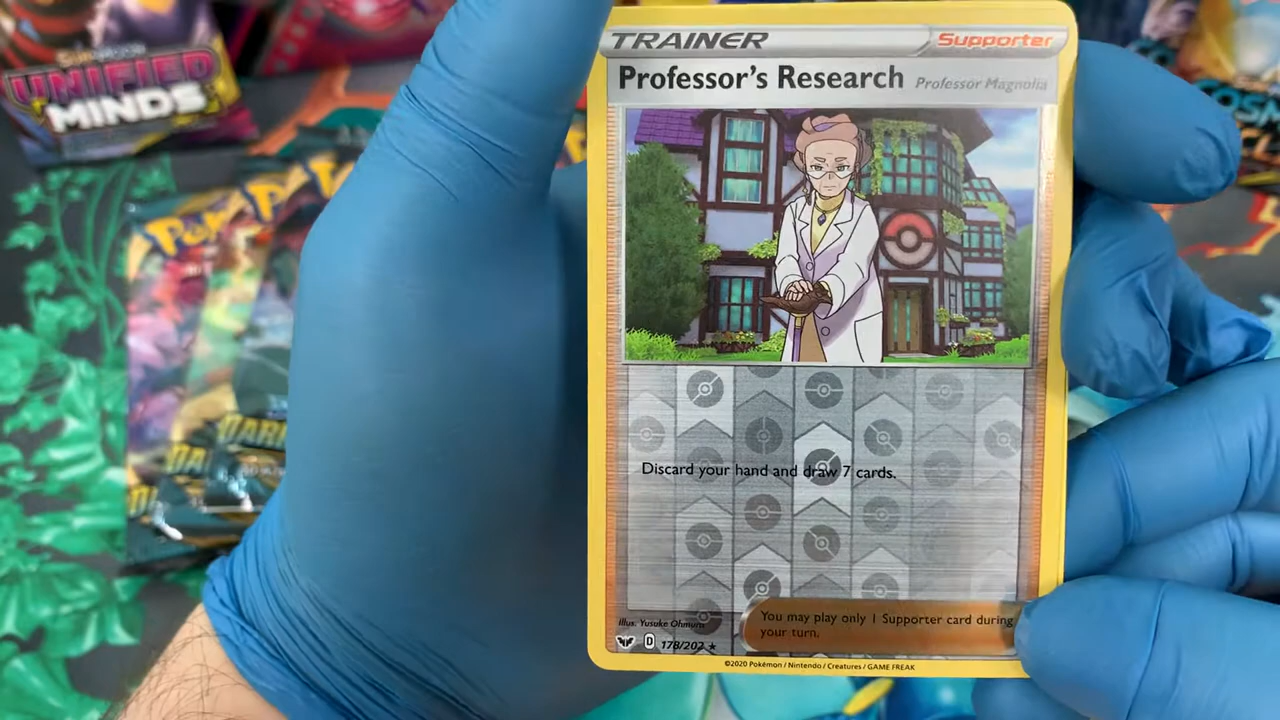 UNIFIED
MINDS
TRAINER
Supporter
Professor's Research
Professor Magnolia
Discard your hand and draw 7 cards.
You may play only 1 Supporter card during
your turn.
Illus. Yusuke Ohmura
D 178/202 ★
©2020 Pokémon / Nintendo / Creatures / GAME FREAK
DARK